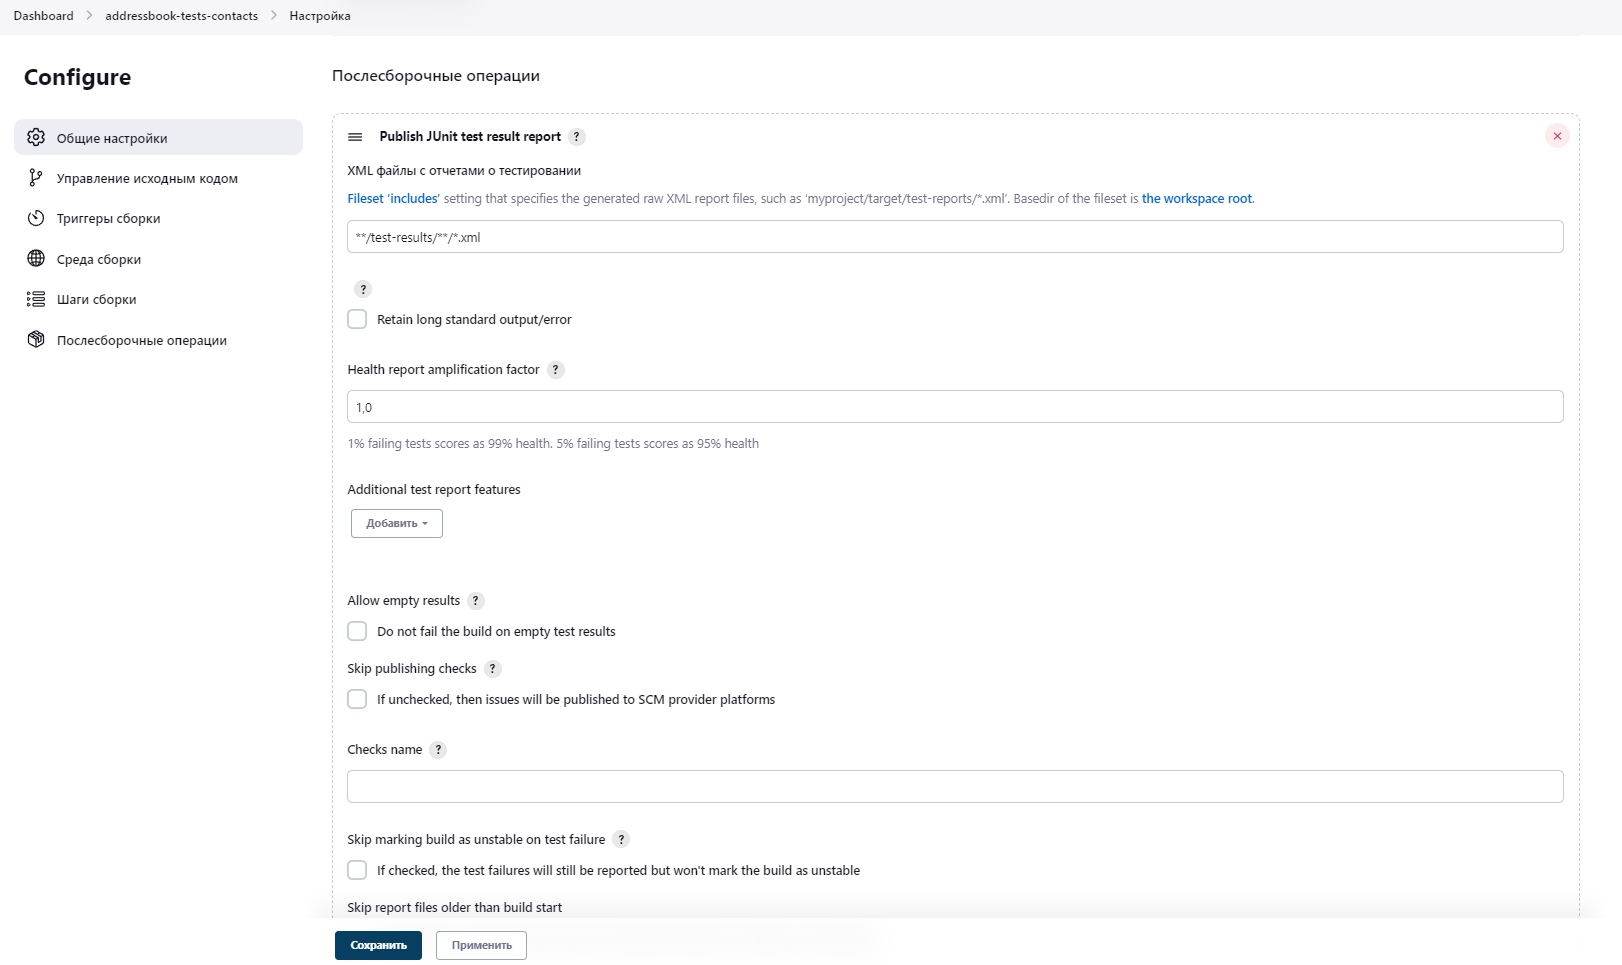 Dashboard > addressbook-tests-contacts > Настройка
Configure
Общие настройки
Управление исходным кодом
Триггеры сборки
Среда сборки
Шаги сборки
Послесборочные операции
Послесборочные операции
Publish JUnit test result report ?
XML файлы с отчетами о тестировании
Fileset 'includes' setting that specifies the generated raw XML report files, such as 'myproject/target/test-reports/*.xml'. Basedir of the fileset is the workspace root.
**/test-results/**/*.xml
?
Retain long standard output/error
Health report amplification factor ?
1,0
1% failing tests scores as 99% health. 5% failing tests scores as 95% health
Additional test report features
Добавить
Allow empty results ?
Do not fail the build on empty test results
Skip publishing checks ?
If unchecked, then issues will be published to SCM provider platforms
Checks name ?
Skip marking build as unstable on test failure ?
If checked, the test failures will still be reported but won't mark the build as unstable
Skip report files older than build start
Сохранить
Применить